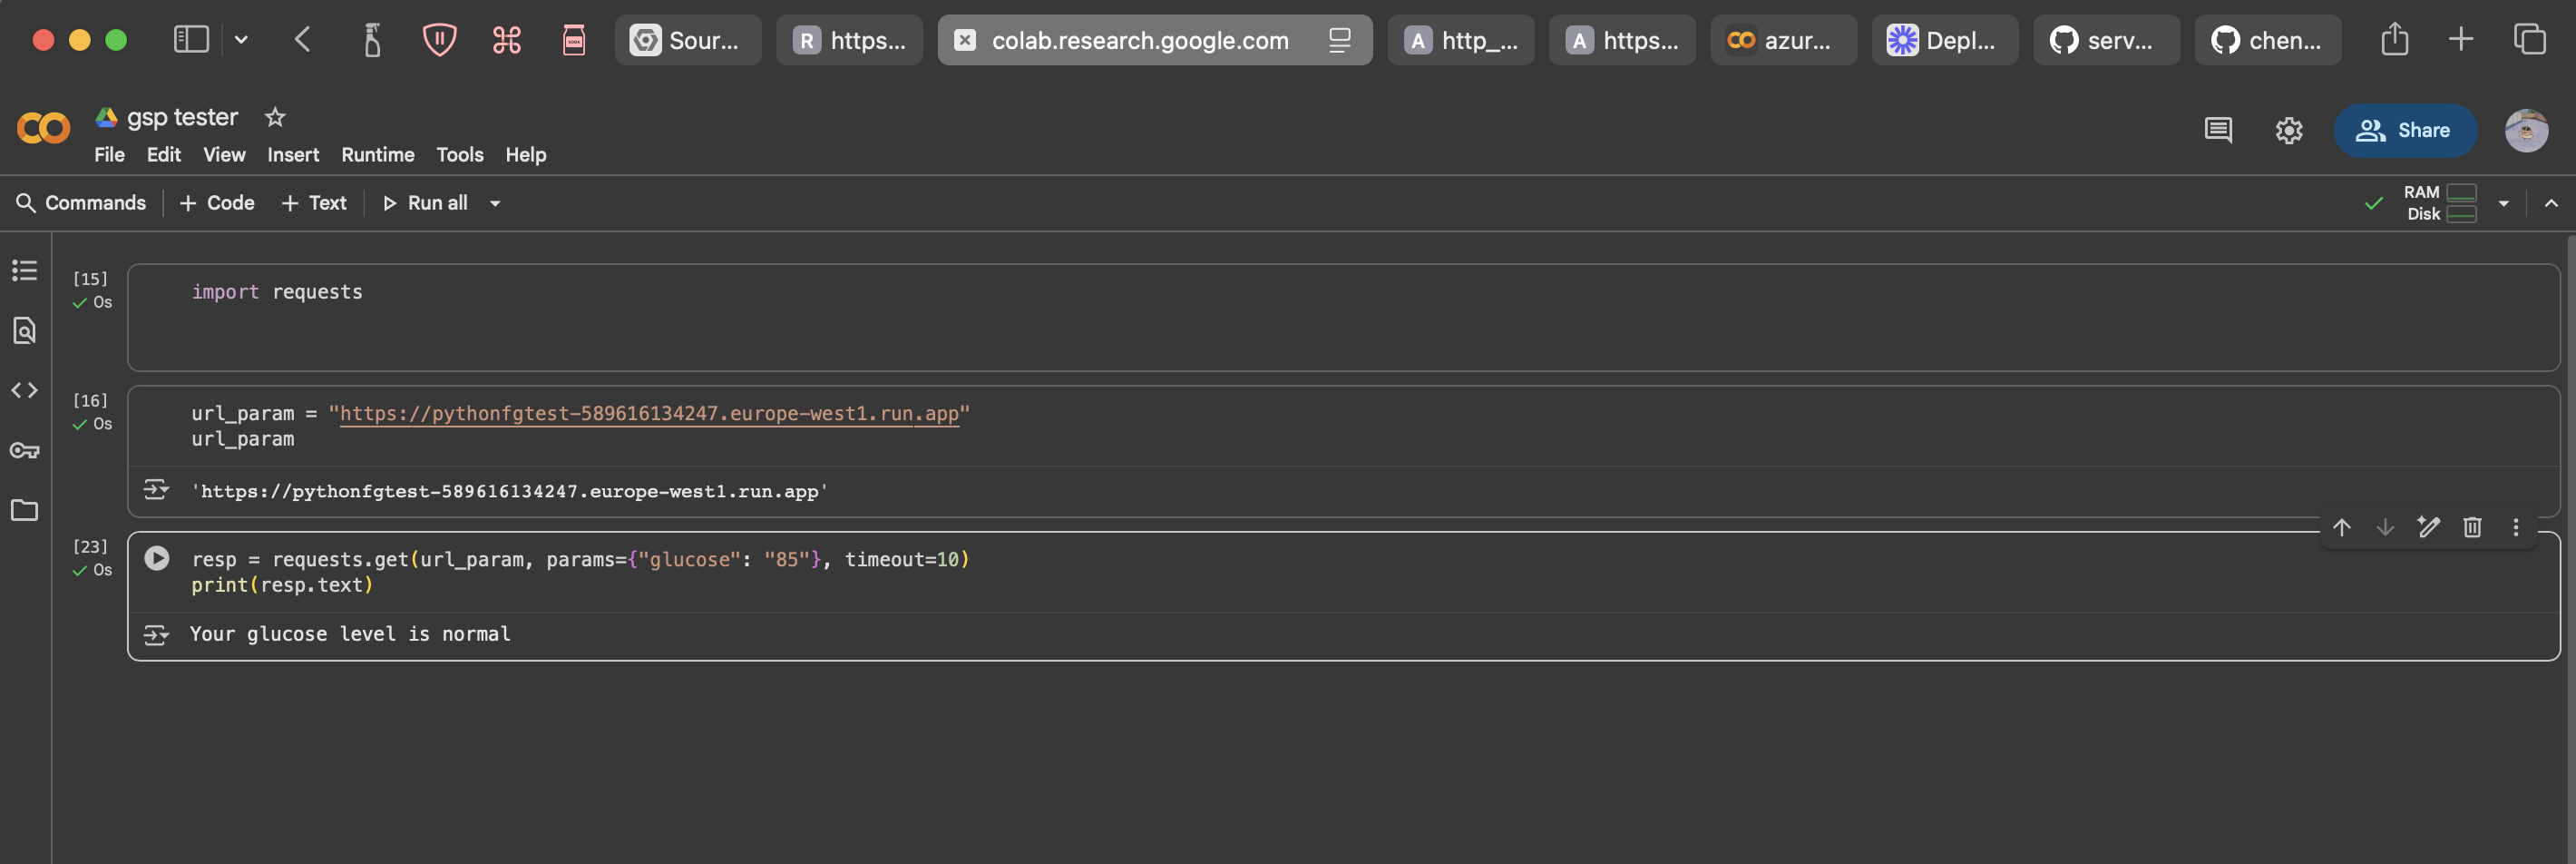 Sour...
R https...
colab.research.google.com
A http_...
A https...
azur...
Depl...
serv...
chen...
gsp tester
File Edit View Insert Runtime Tools Help
Share
Commands + Code + Text Run all
RAM
Disk
[15]
0s
import requests
[16]
0s
url_param = "https://pythonfgtest-589616134247.europe-west1.run.app"
url_param
'https://pythonfgtest-589616134247.europe-west1.run.app'
[23]
0s
resp = requests.get(url_param, params={"glucose": "85"}, timeout=10)
print(resp.text)
Your glucose level is normal